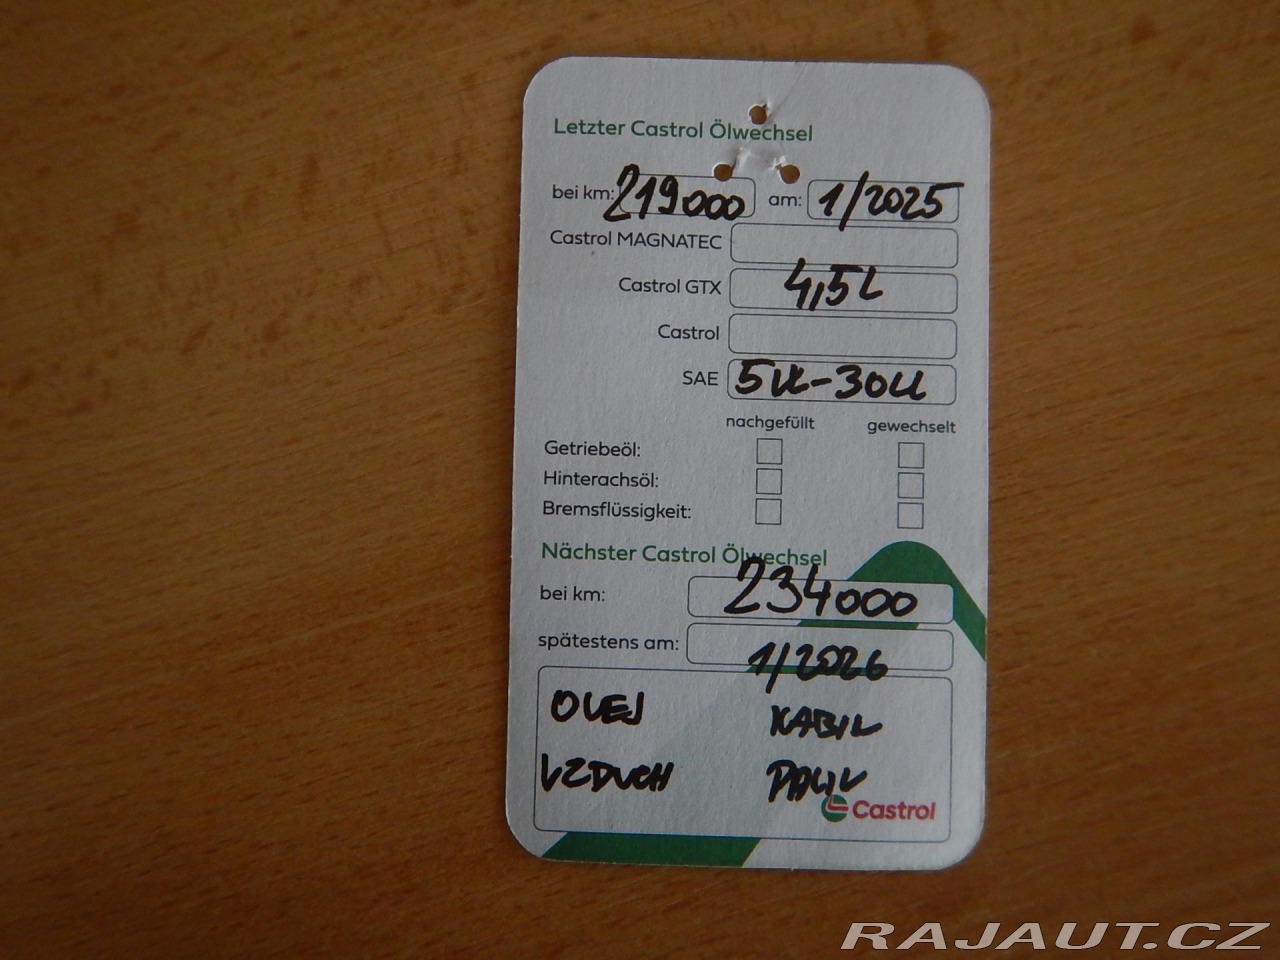 Letzter Castrol Ölwechsel
bei km: 219000 am: 1/2025
Castrol MAGNATEC
Castrol GTX 4,5L
Castrol
SAE 5W-30LL
nachgefüllt gewechselt
Getriebeöl:
Hinterachsöl:
Bremsflüssigkeit:
Nächster Castrol Ölwechsel
bei km: 234000
spätestens am: 1/2026
OLEJ KABIN
VZDUCH PALIV
Castrol
RAJAUT.CZ